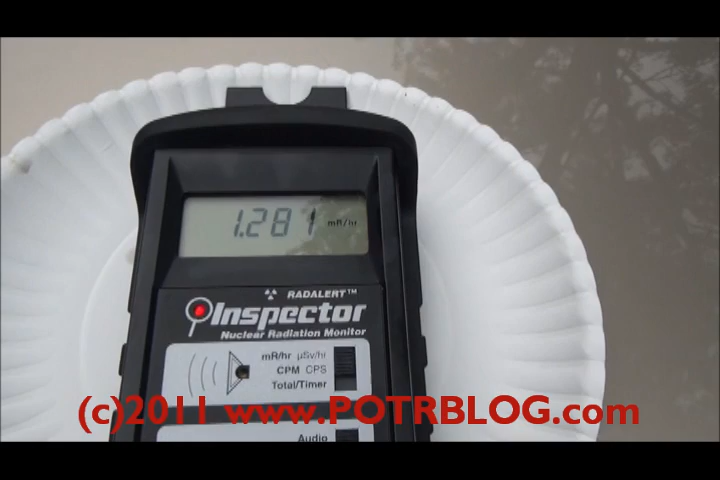 1.281 mR/hr
RADALERT™
Inspector
Nuclear Radiation Monitor
mR/hr µSv/hr
CPM CPS
Total/Timer
(c)2011 www.POTRBLOG.com
Audio